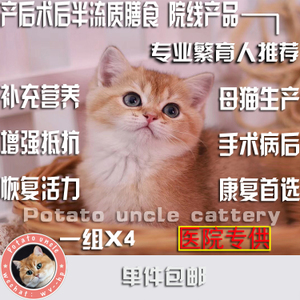 产后术后半流质膳食 院线产品
专业繁育人推荐
补充营养
母猫生产
增强抵抗
手术病后
恢复活力
康复首选
Potato uncle cattery
一组X4
医院专供
单件包邮
Potato uncle